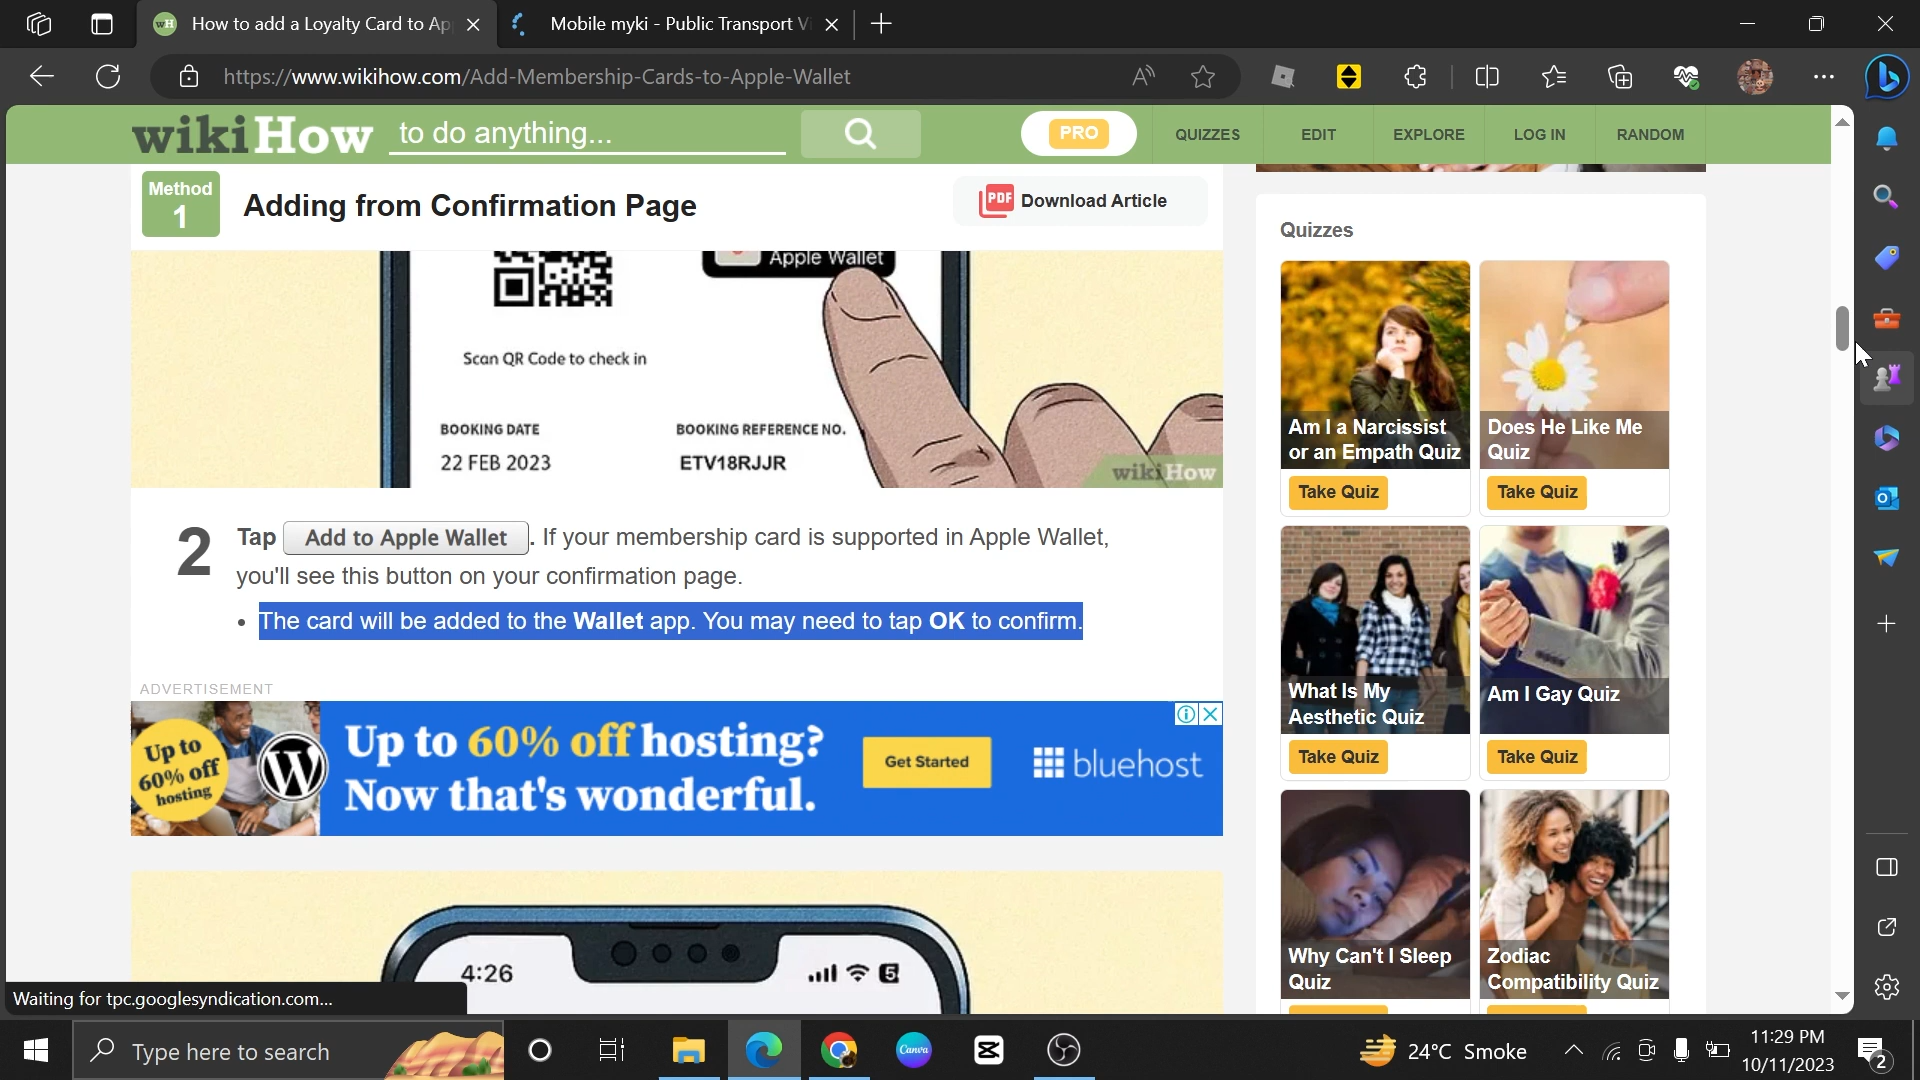 How to add a Loyalty Card to Ap
Mobile myki - Public Transport V
https://www.wikihow.com/Add-Membership-Cards-to-Apple-Wallet
wikiHow to do anything...
PRO
QUIZZES
EDIT
EXPLORE
LOG IN
RANDOM
Method
1
Adding from Confirmation Page
PDF Download Article
Apple Wallet
Scan QR Code to check in
BOOKING DATE
22 FEB 2023
BOOKING REFERENCE NO.
ETV18RJJR
wikiHow
2
Tap Add to Apple Wallet. If your membership card is supported in Apple Wallet,
you'll see this button on your confirmation page.
• The card will be added to the Wallet app. You may need to tap OK to confirm.
ADVERTISEMENT
Up to
60% off
hosting
Up to 60% off hosting?
Now that's wonderful.
Get Started
bluehost
4:26
5
Quizzes
Am I a Narcissist
or an Empath Quiz
Take Quiz
Does He Like Me
Quiz
Take Quiz
What Is My
Aesthetic Quiz
Take Quiz
Am I Gay Quiz
Take Quiz
Why Can't I Sleep
Quiz
Zodiac
Compatibility Quiz
Waiting for tpc.googlesyndication.com...
Type here to search
Canva
24°C Smoke
11:29 PM
10/11/2023
2